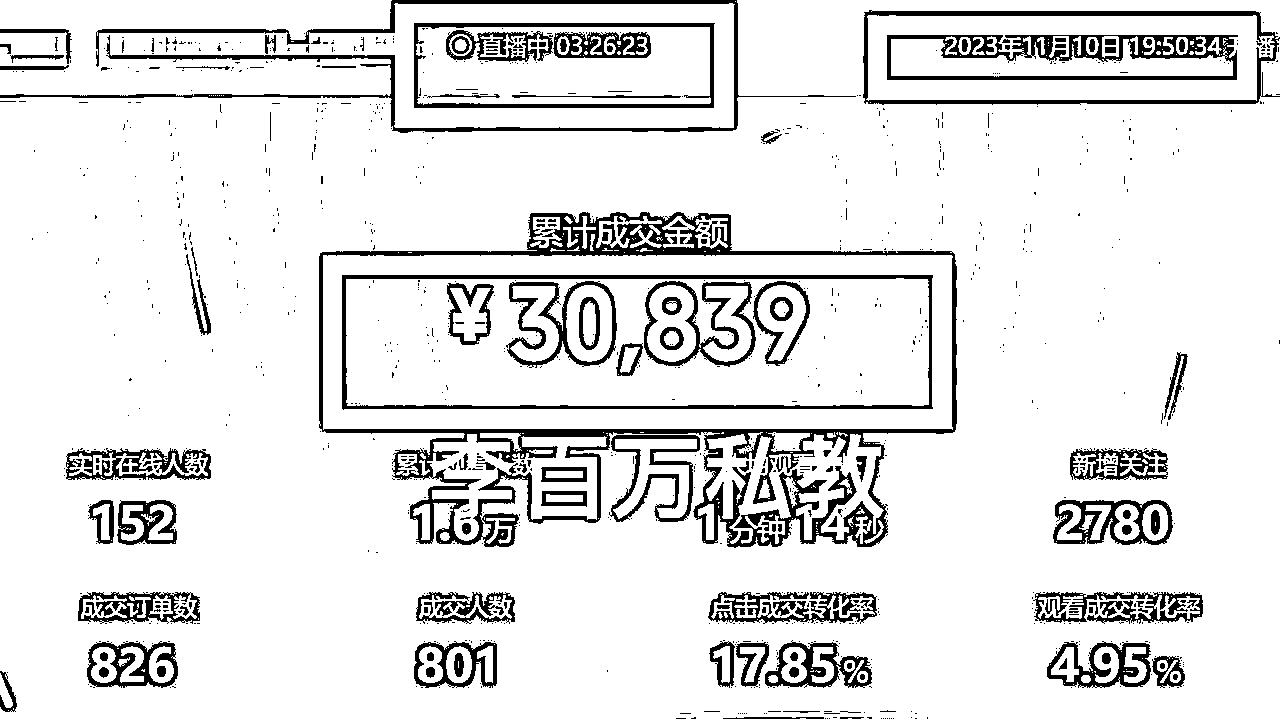 直播中 03:26:23
2023年11月10日 19:50:34 开播
累计成交金额
¥30,839
李百万私教
实时在线人数
新增关注
152
1.6万
1分钟14秒
2780
成交订单数
成交人数
点击成交转化率
观看成交转化率
826
801
17.85%
4.95%